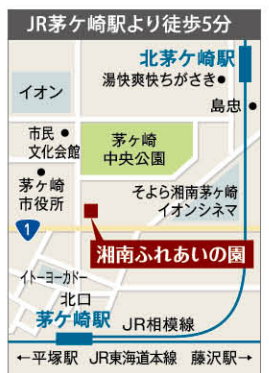 JR茅ケ崎駅より徒歩5分
北茅ケ崎駅
湯快爽快ちがさき
イオン
島忠
市民
文化会館
茅ヶ崎
中央公園
茅ヶ崎
市役所
そよら湘南茅ヶ崎
イオンシネマ
1
湘南ふれあいの園
イトーヨーカドー
北口
茅ケ崎駅
JR相模線
←平塚駅 JR東海道本線 藤沢駅→